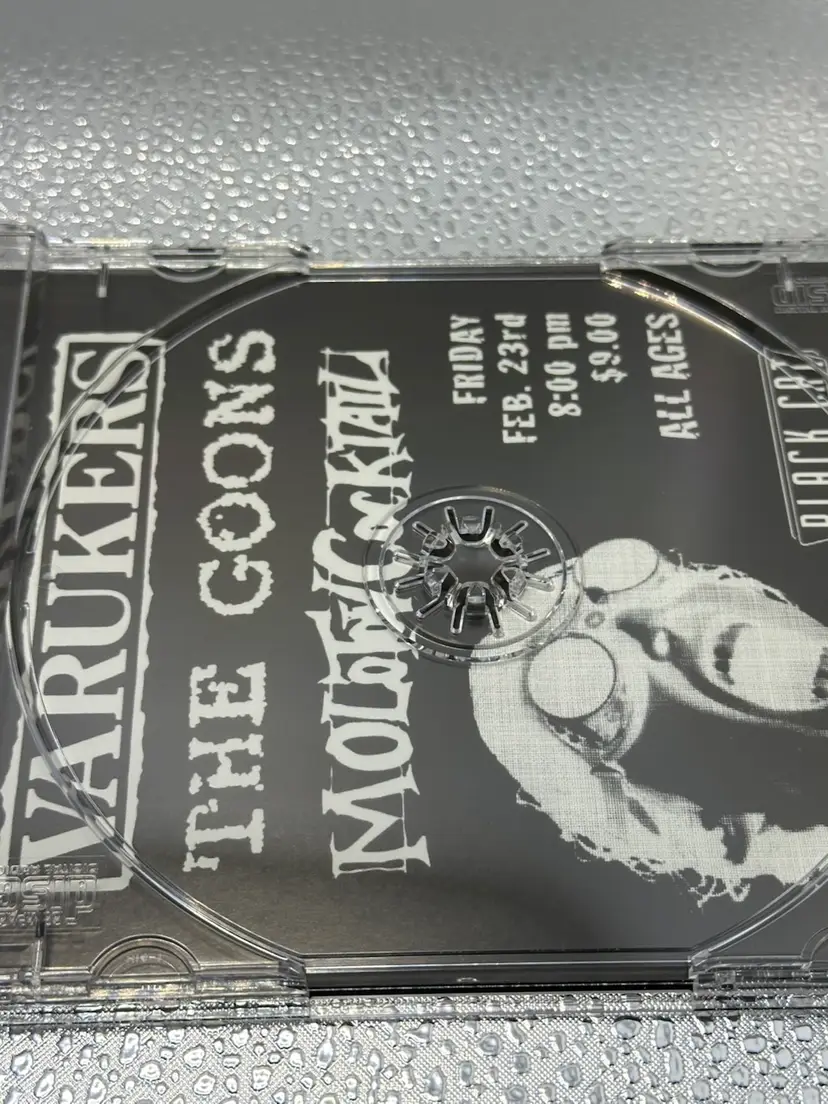 VARUKERS
THE GOONS
MOLOTOV COCKTAIL
FRIDAY
FEB. 23rd
8:00 pm
$9.00
ALL AGES
BLACK CAT